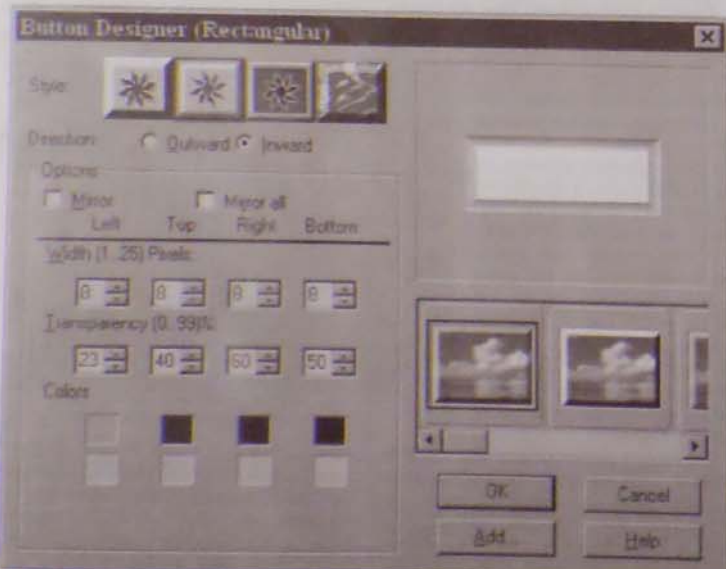 Button Designer (Rectangular)
Style:
Direction: Outward Inward
Options
Mirror Mirror all
Left Top Right Bottom
Width (1..25) Pixels:
8 8 8 8
Transparency (0..99)%:
23 40 60 50
Colors
OK Cancel
Add... Help